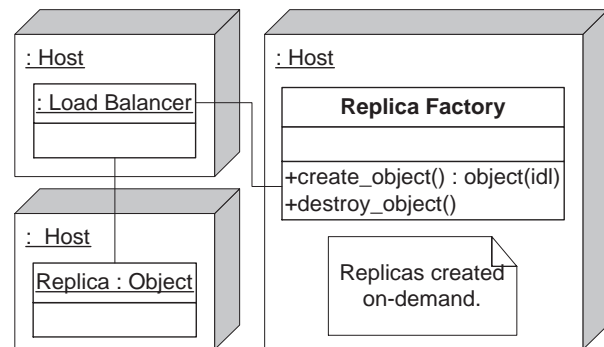 : Host
: Load Balancer
: Host
Replica : Object
: Host
Replica Factory
+create_object() : object(idl)
+destroy_object()
Replicas created
on-demand.